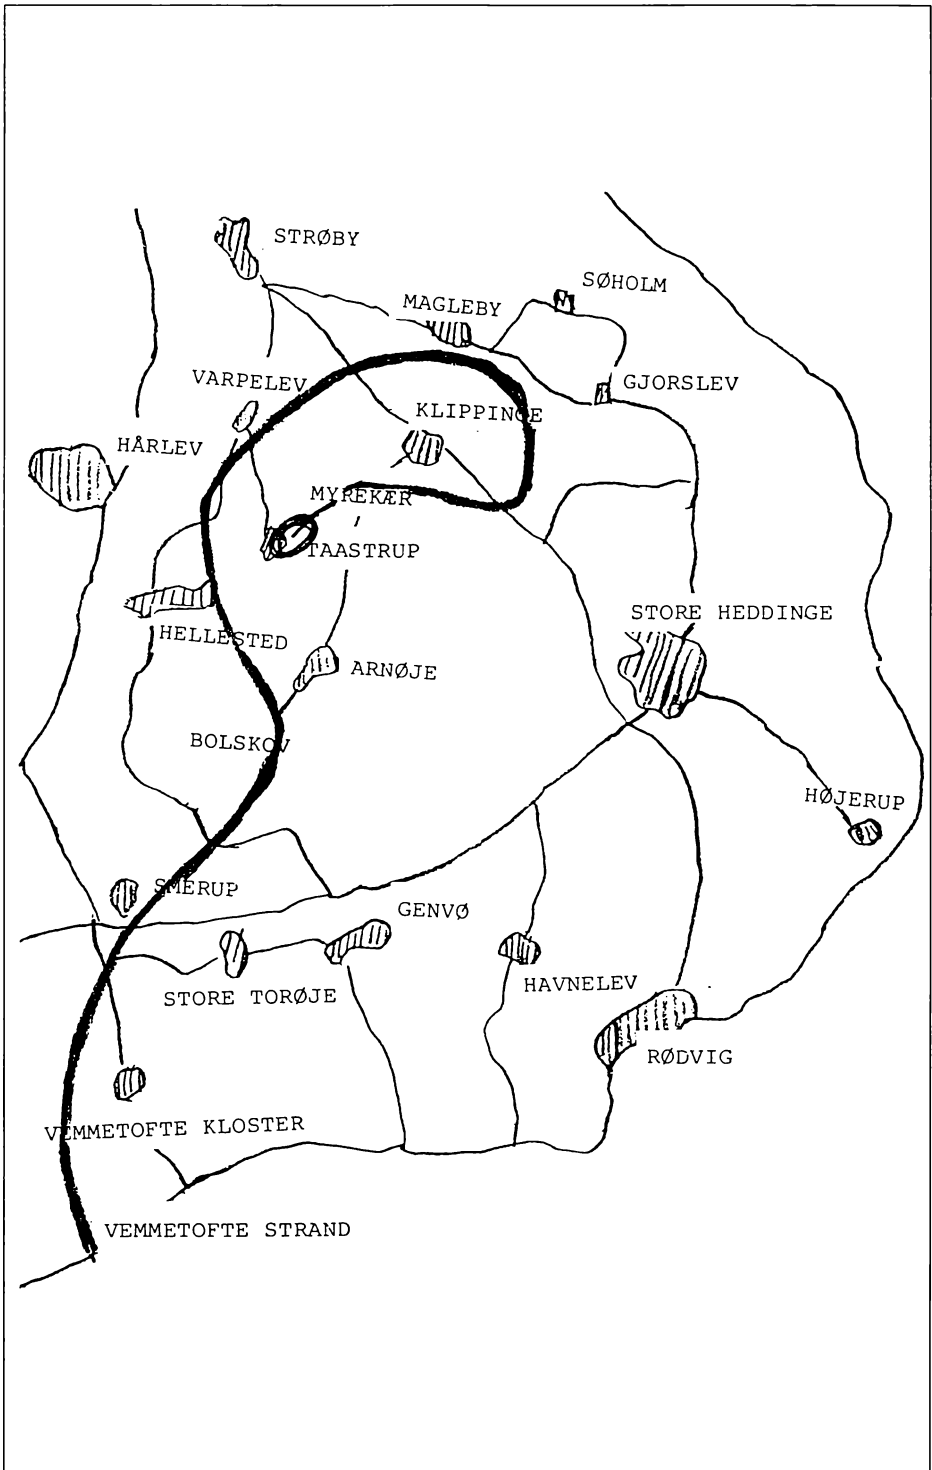 STRØBY
SØHOLM
MAGLEBY
VARPELEV
GJORSLEV
KLIPPINGE
HÅRLEV
MYREKÆR
TAASTRUP
STORE HEDDINGE
HELLESTED
ARNØJE
BOLSKOV
HØJERUP
SMERUP
GENVØ
HAVNELEV
STORE TORØJE
RØDVIG
VEMMETOFTE KLOSTER
VEMMETOFTE STRAND